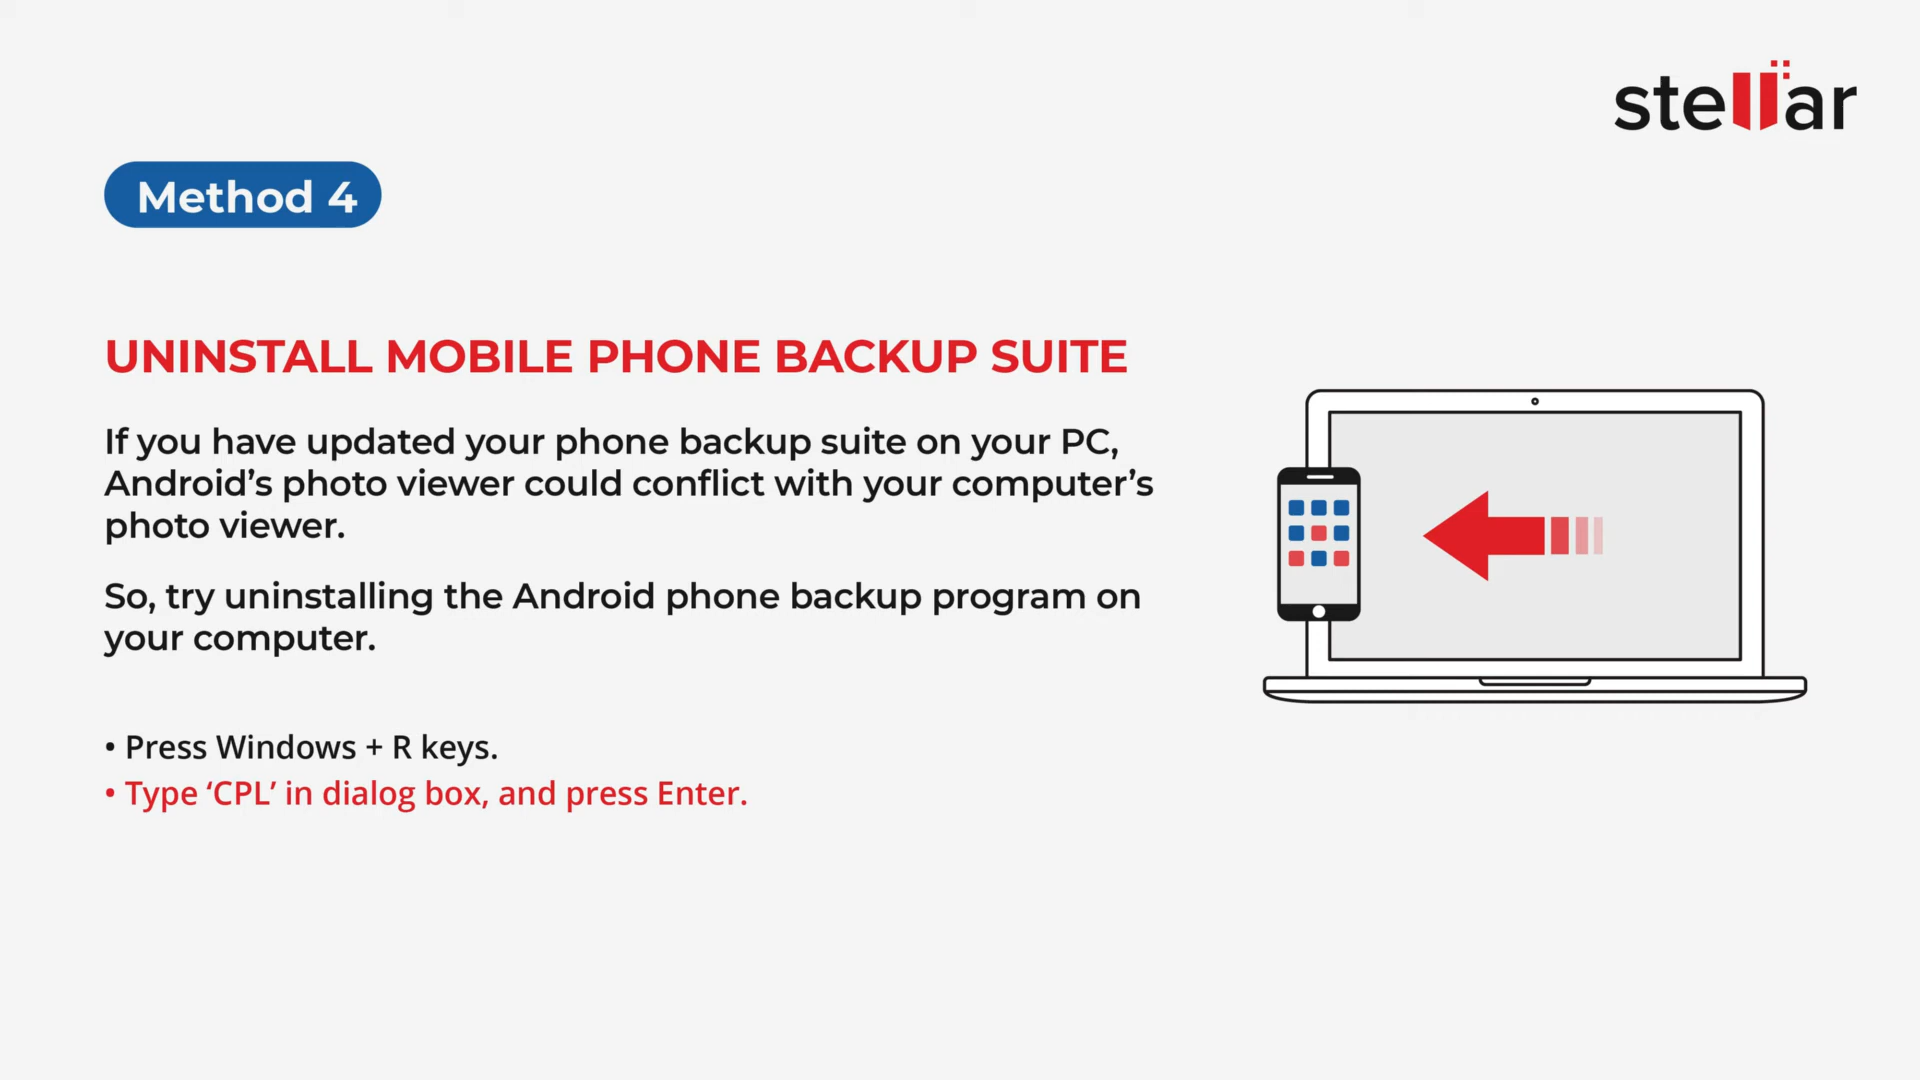 stellar
Method 4
UNINSTALL MOBILE PHONE BACKUP SUITE
If you have updated your phone backup suite on your PC,
Android’s photo viewer could conflict with your computer’s
photo viewer.
So, try uninstalling the Android phone backup program on
your computer.
• Press Windows + R keys.
• Type ‘CPL’ in dialog box, and press Enter.